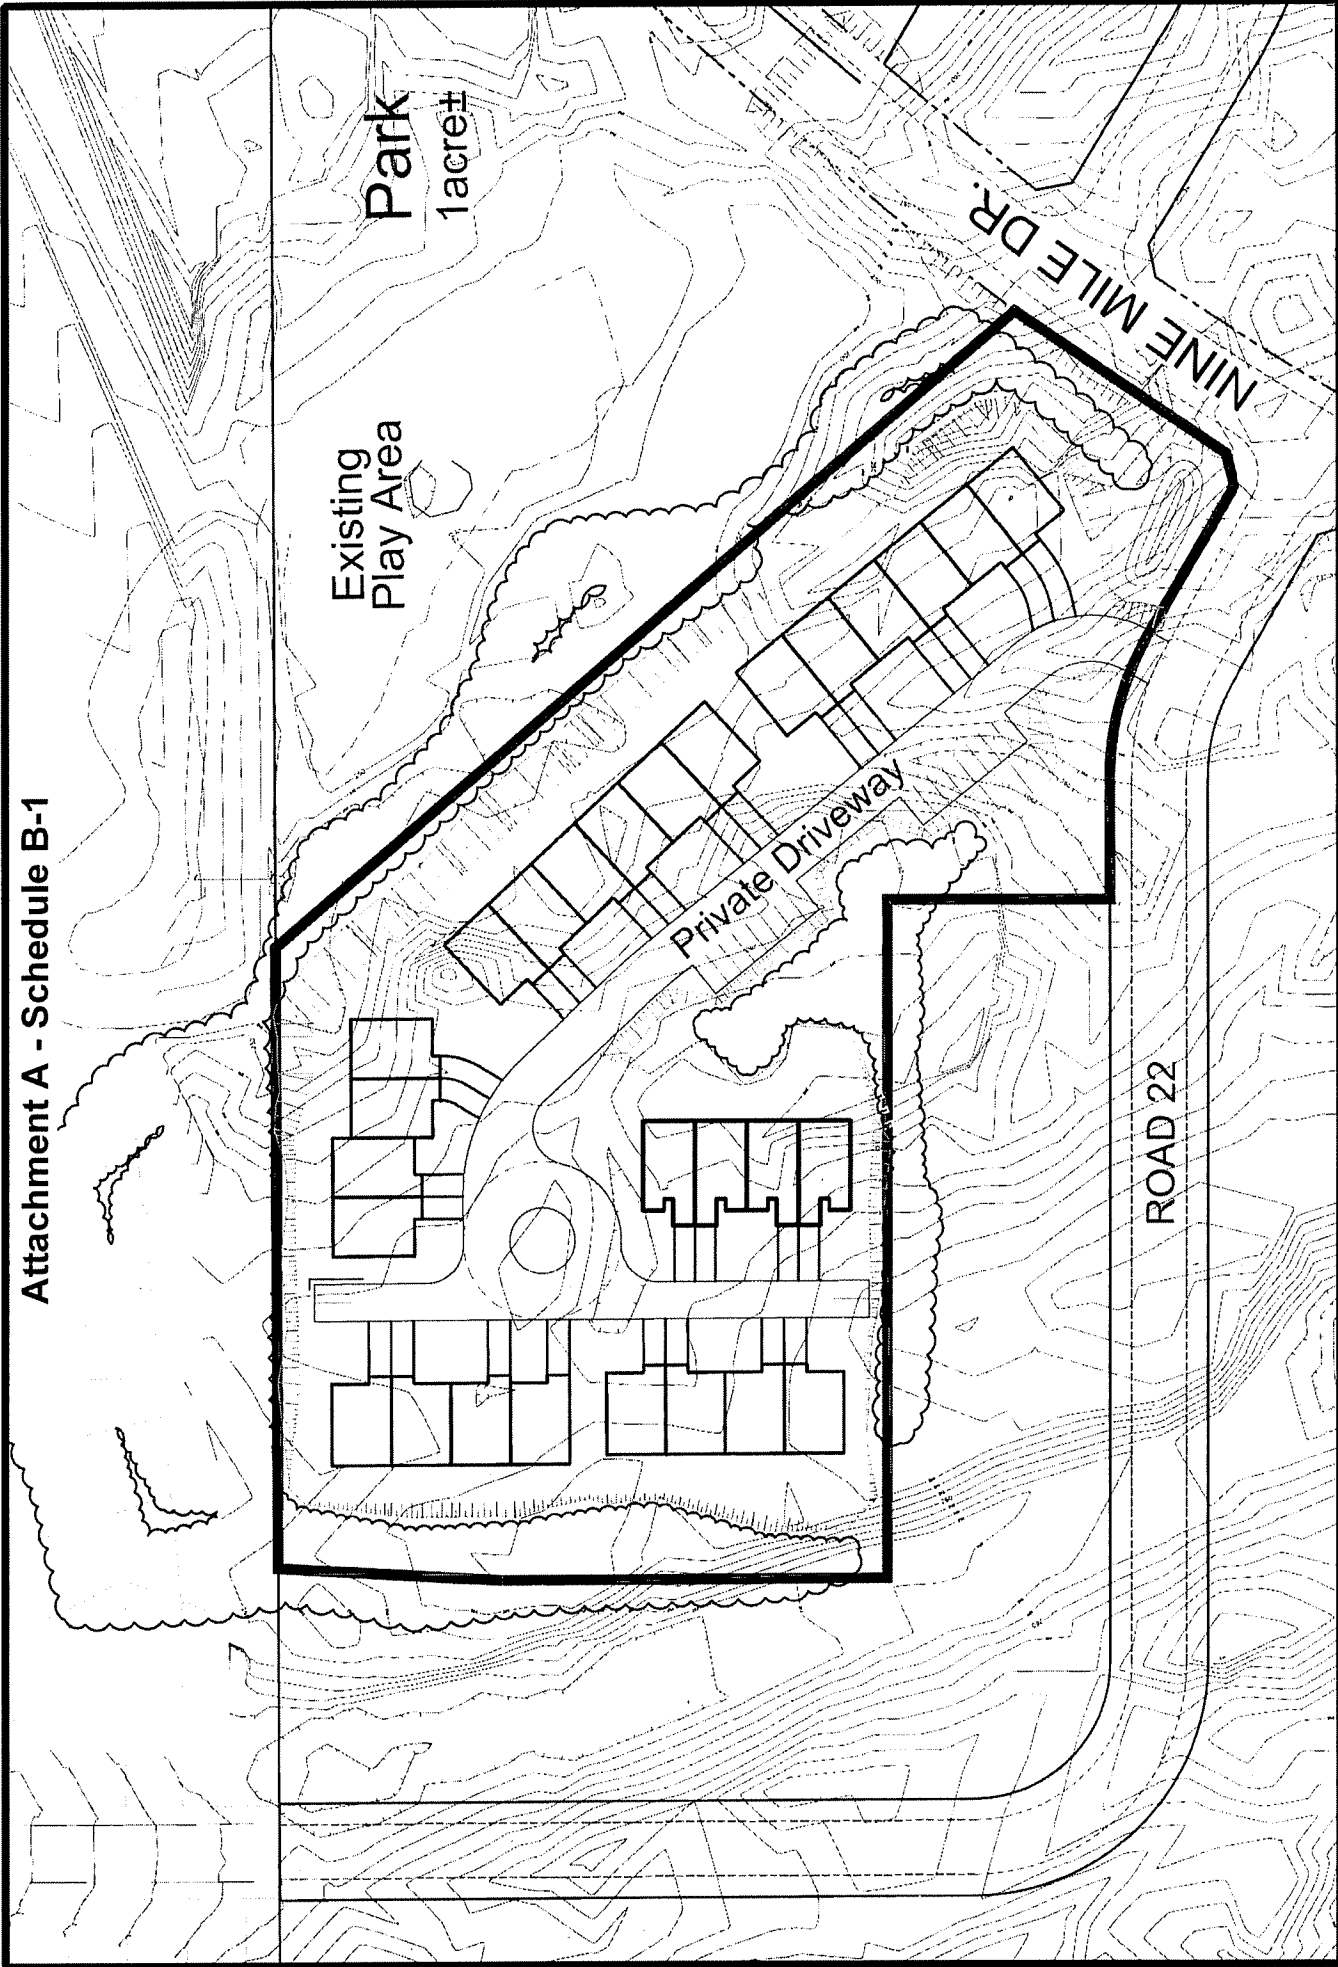 Attachment A - Schedule B-1
Park
1acre±
Existing
Play Area
NINE MILE DR.
Private Driveway
ROAD 22